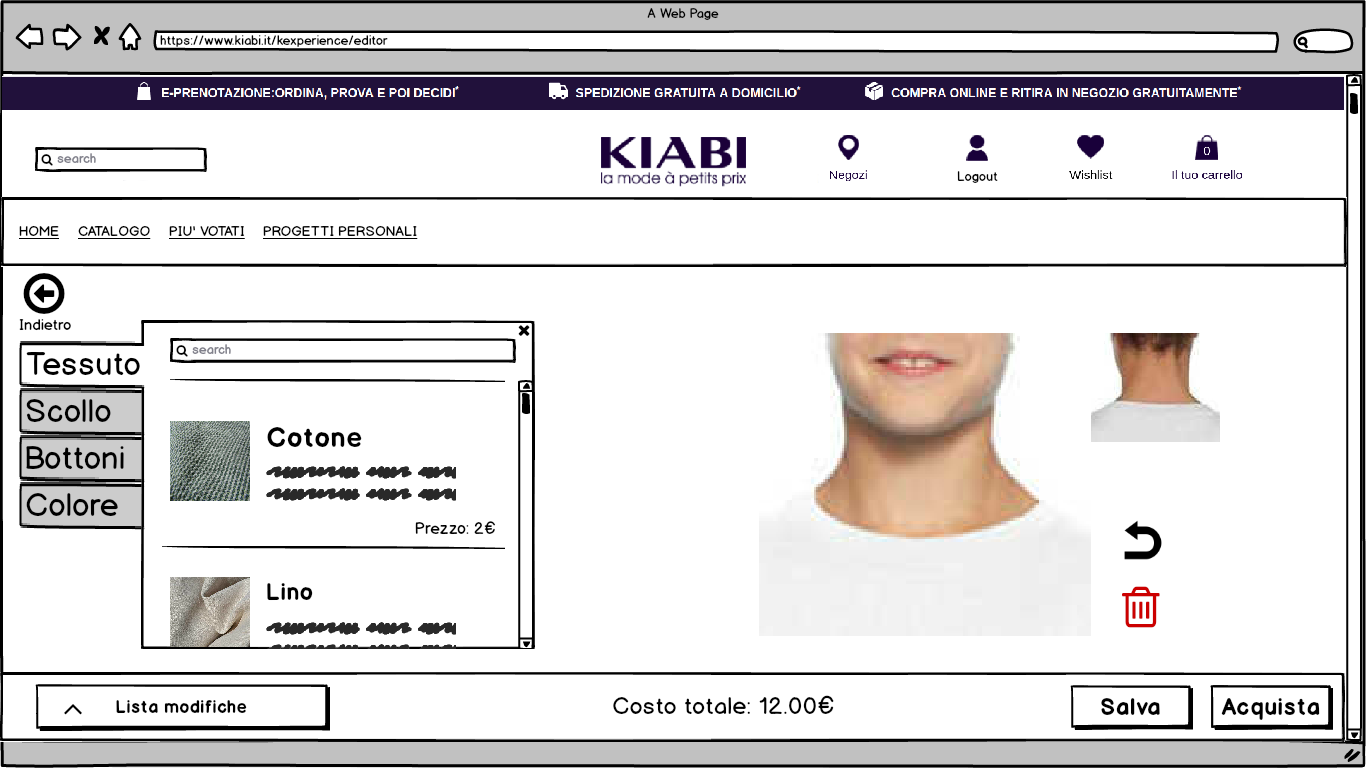 A Web Page
https://www.kiabi.it/kexperience/editor
E-PRENOTAZIONE:ORDINA, PROVA E POI DECIDI*
SPEDIZIONE GRATUITA A DOMICILIO*
COMPRA ONLINE E RITIRA IN NEGOZIO GRATUITAMENTE*
search
KIABI
la mode à petits prix
Negozi
Logout
Wishlist
0
Il tuo carrello
HOME
CATALOGO
PIU' VOTATI
PROGETTI PERSONALI
Indietro
Tessuto
Scollo
Bottoni
Colore
search
Cotone
Prezzo: 2€
Lino
Lista modifiche
Costo totale: 12.00€
Salva
Acquista